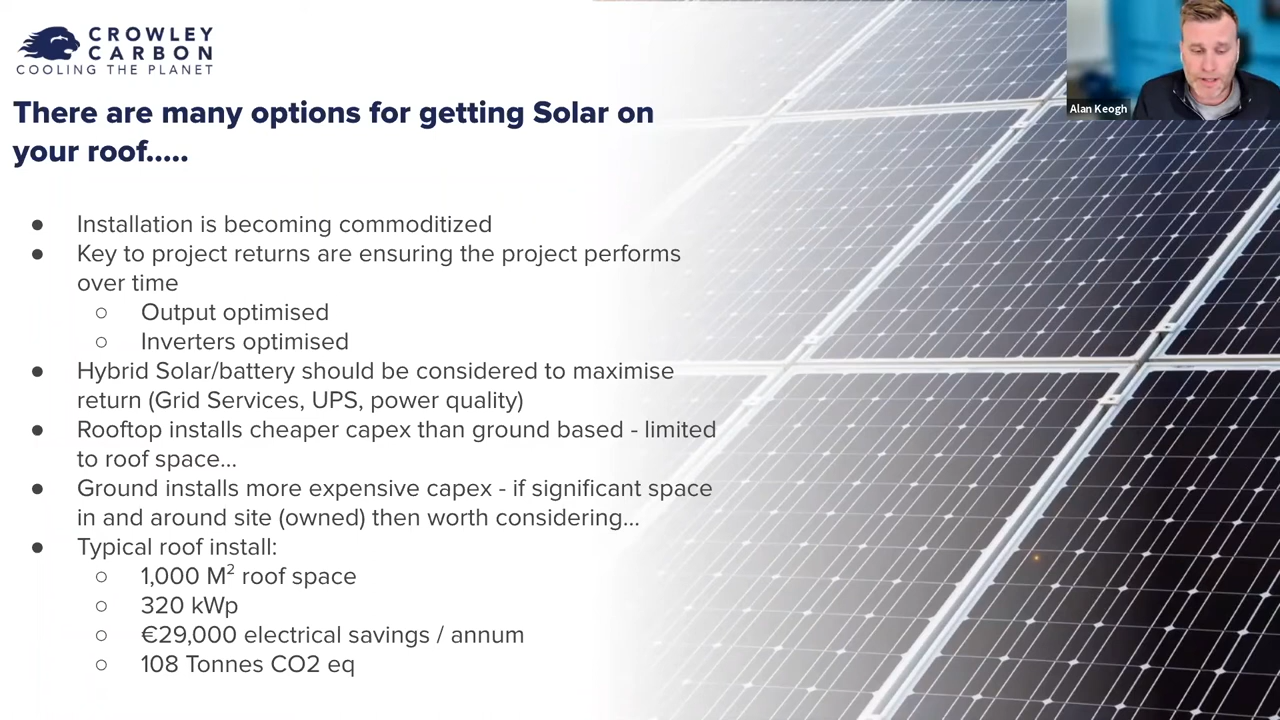 CROWLEY
CARBON
COOLING THE PLANET
Alan Keogh
There are many options for getting Solar on
your roof.....
● Installation is becoming commoditized
● Key to project returns are ensuring the project performs
over time
○ Output optimised
○ Inverters optimised
● Hybrid Solar/battery should be considered to maximise
return (Grid Services, UPS, power quality)
● Rooftop installs cheaper capex than ground based - limited
to roof space...
● Ground installs more expensive capex - if significant space
in and around site (owned) then worth considering...
● Typical roof install:
○ 1,000 M² roof space
○ 320 kWp
○ €29,000 electrical savings / annum
○ 108 Tonnes CO2 eq